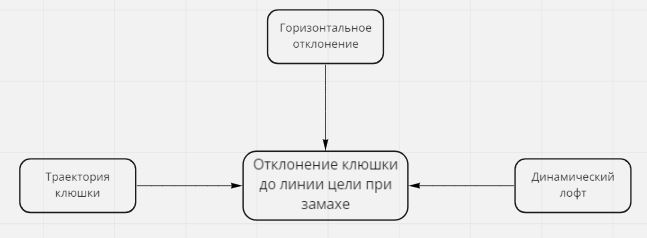 Горизонтальное
отклонение
Траектория
клюшки
Отклонение клюшки
до линии цели при
замахе
Динамический
лофт